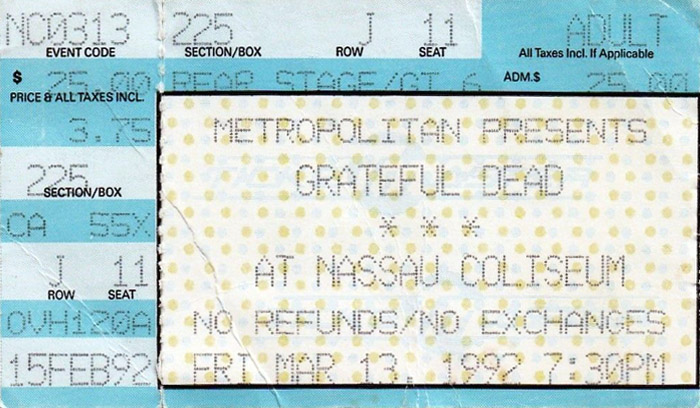 NC0313 225 J 11 ADULT
EVENT CODE SECTION/BOX ROW SEAT All Taxes Incl. If Applicable
$ 25.00 REAR STAGE/GT 6 ADM.$ 25.00
PRICE & ALL TAXES INCL.
3.75
METROPOLITAN PRESENTS
225
SECTION/BOX
GRATEFUL DEAD
CA 55X
* * *
J 11
ROW SEAT
AT NASSAU COLISEUM
OVH120A
NO REFUNDS/NO EXCHANGES
15FEB92 FRI MAR 13, 1992 7:30PM